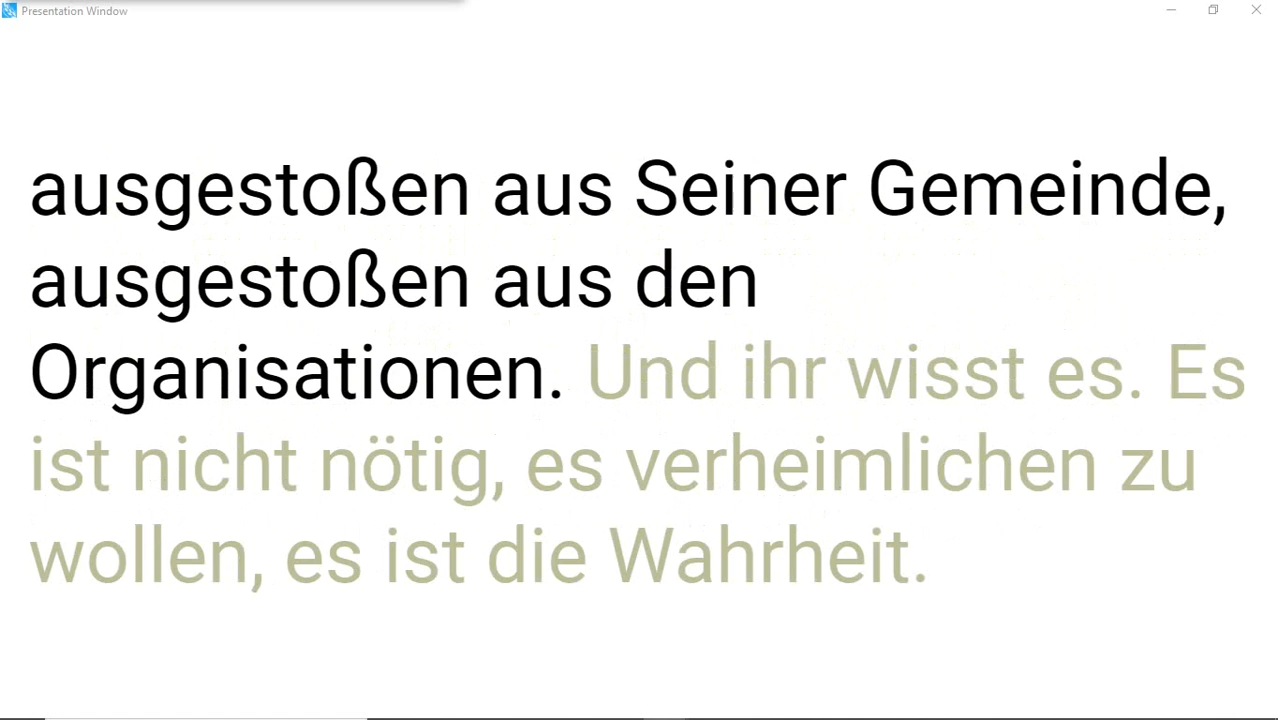 Presentation Window
ausgestoßen aus Seiner Gemeinde,
ausgestoßen aus den
Organisationen. Und ihr wisst es. Es
ist nicht nötig, es verheimlichen zu
wollen, es ist die Wahrheit.